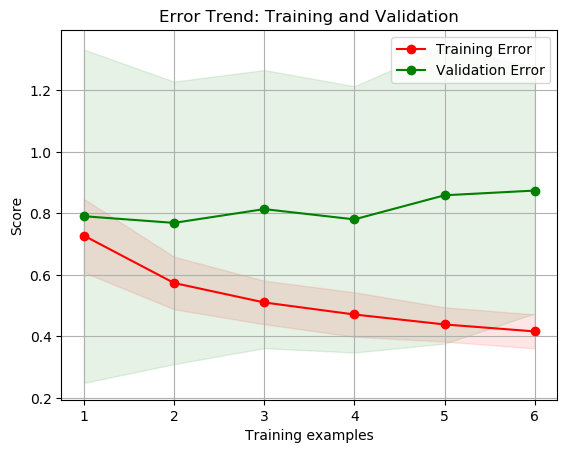 Error Trend: Training and Validation
Training Error
Validation Error
1.2
1.0
0.8
0.6
0.4
0.2
Score
1 2 3 4 5 6
Training examples